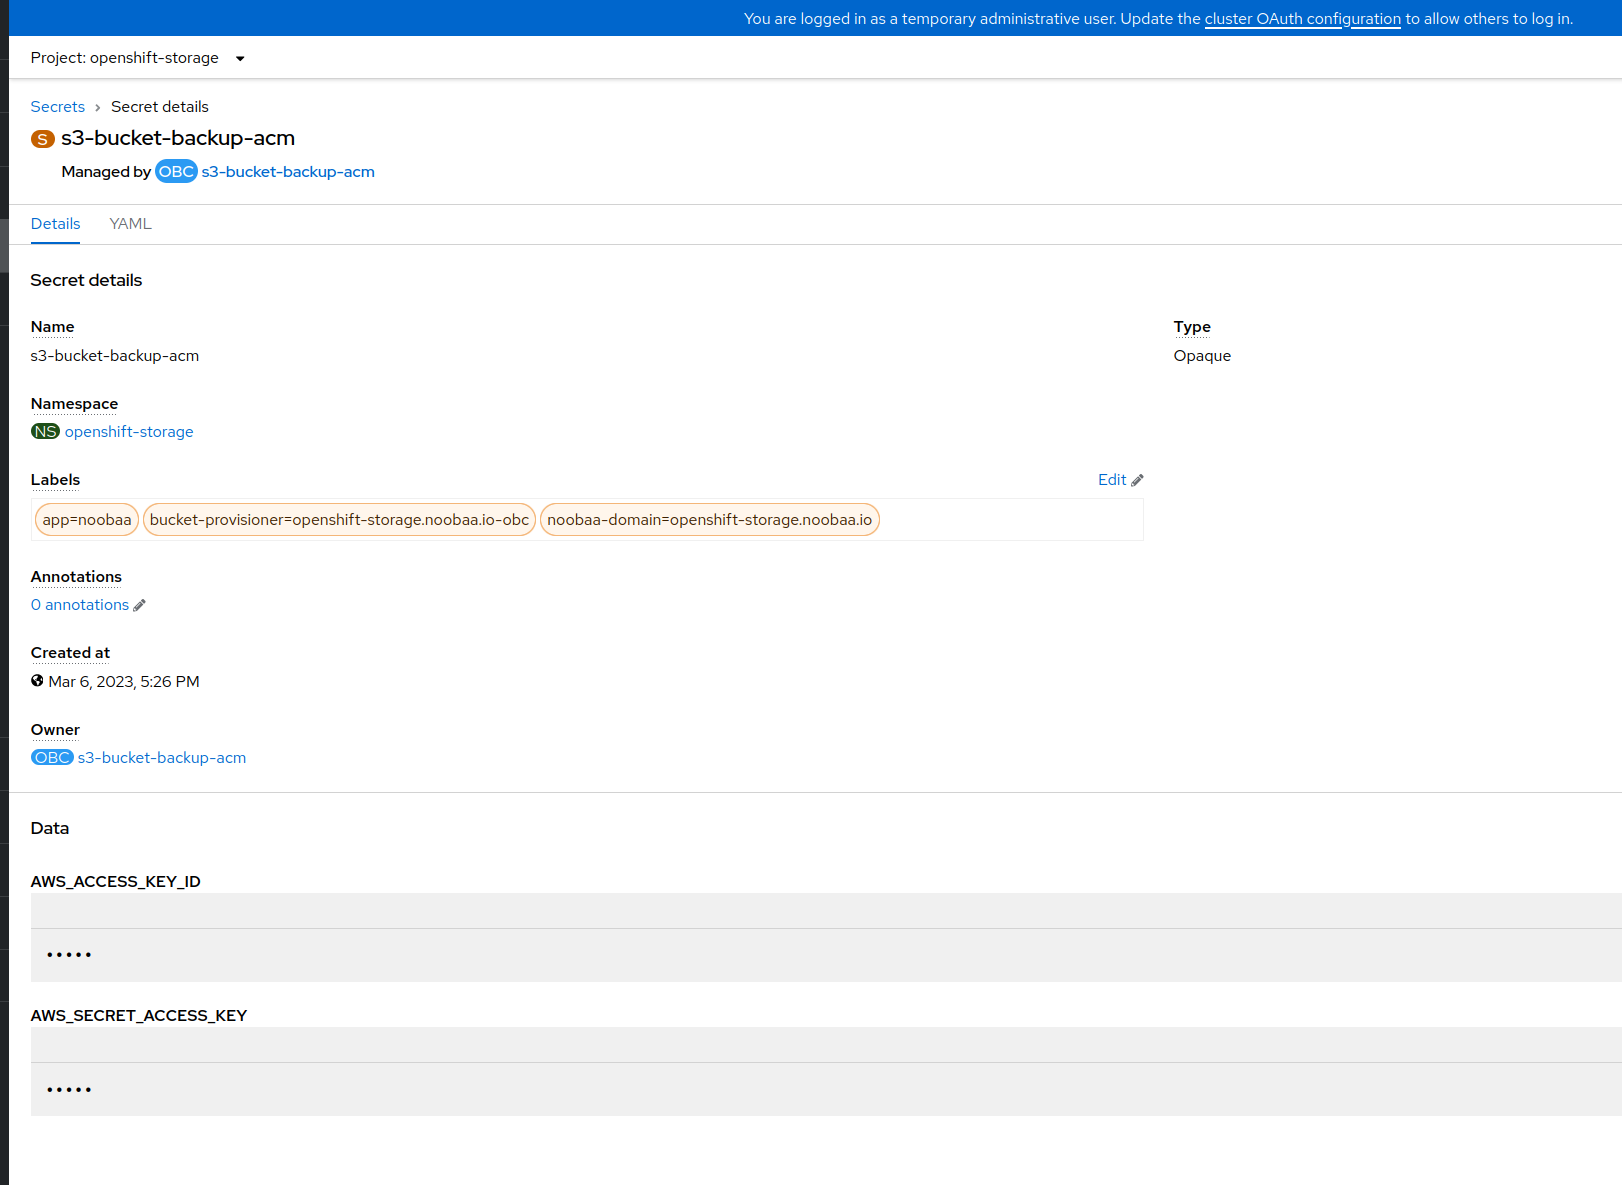 You are logged in as a temporary administrative user. Update the cluster OAuth configuration to allow others to log in.
Project: openshift-storage
Secrets › Secret details
S s3-bucket-backup-acm
Managed by OBC s3-bucket-backup-acm
Details YAML
Secret details
Name
s3-bucket-backup-acm
Type
Opaque
Namespace
NS openshift-storage
Labels
Edit
app=noobaa bucket-provisioner=openshift-storage.noobaa.io-obc noobaa-domain=openshift-storage.noobaa.io
Annotations
0 annotations
Created at
Mar 6, 2023, 5:26 PM
Owner
OBC s3-bucket-backup-acm
Data
AWS_ACCESS_KEY_ID
•••••
AWS_SECRET_ACCESS_KEY
•••••